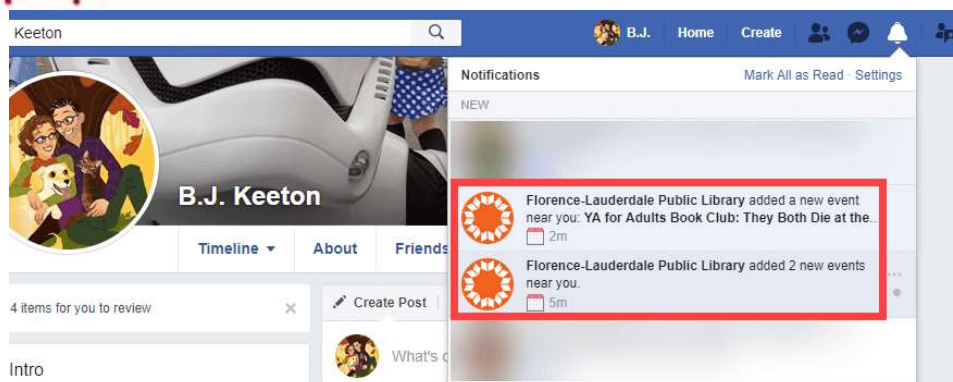 Keeton
B.J. Home Create
Notifications Mark All as Read · Settings
NEW
B.J. Keeton
Florence-Lauderdale Public Library added a new event
near you: YA for Adults Book Club: They Both Die at the...
2m
Timeline About Friends
Florence-Lauderdale Public Library added 2 new events
near you.
5m
4 items for you to review
Create Post
What's
Intro